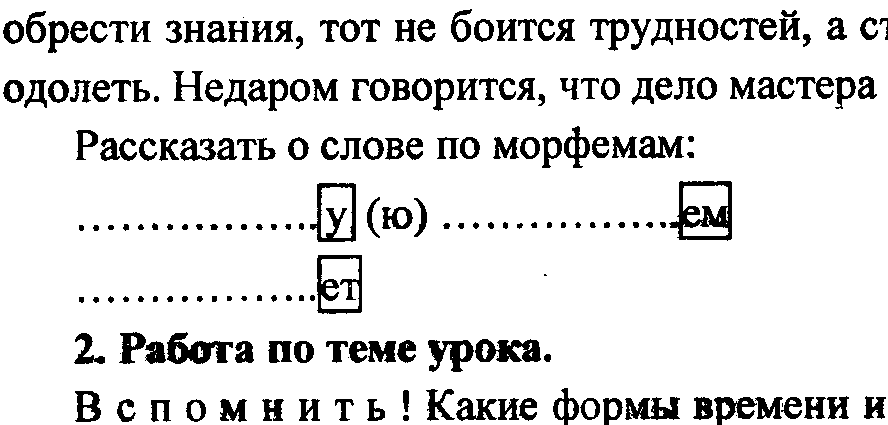 обрести знания, тот не боится трудностей, а
одолеть. Недаром говорится, что дело мастера
Рассказать о слове по морфемам:
..................у (ю) ..................ем
..................ет
2. Работа по теме урока.
В с п о м н и т ь ! Какие формы времени и